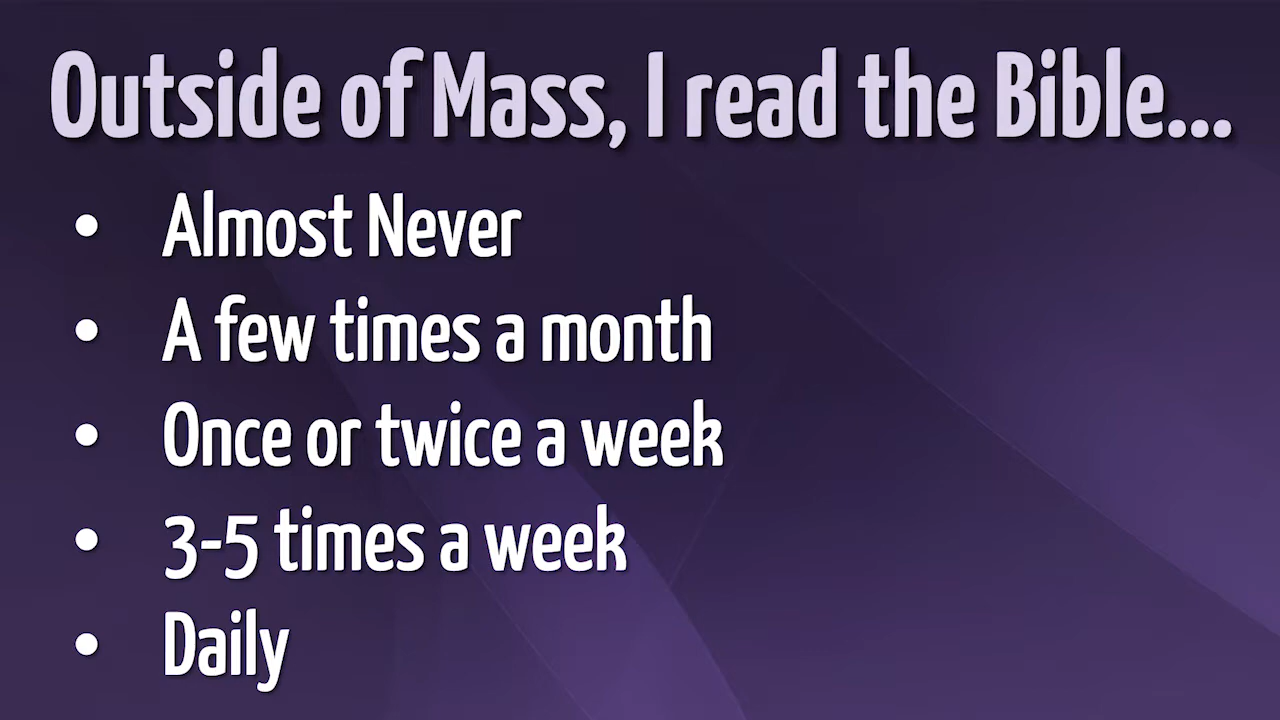 Outside of Mass, I read the Bible...
• Almost Never
• A few times a month
• Once or twice a week
• 3-5 times a week
• Daily